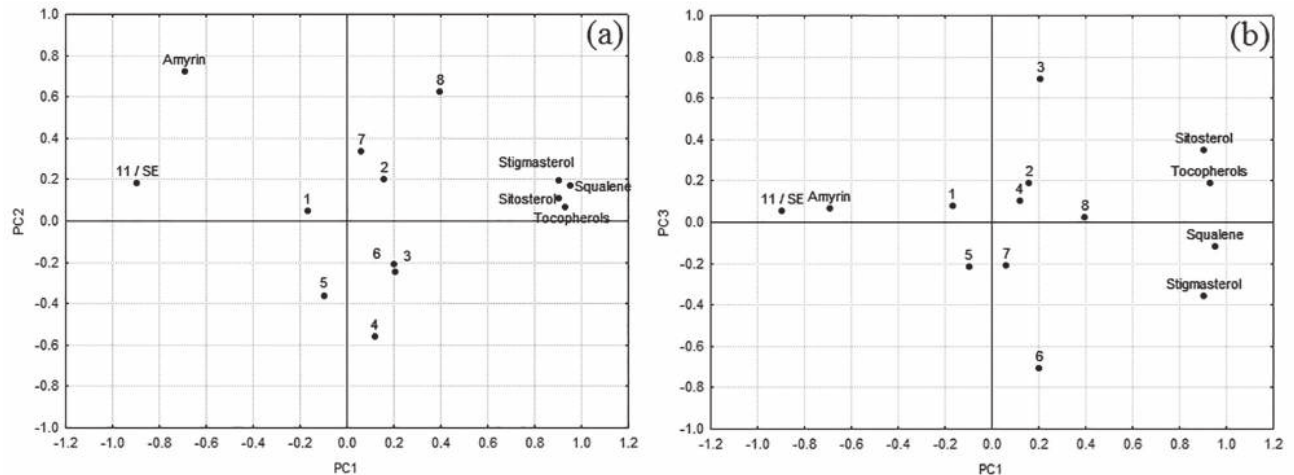 (a)
1.0
0.8
0.6
0.4
0.2
0.0
-0.2
-0.4
-0.6
-0.8
-1.0
PC2
Amyrin
8
7
11 / SE
2
Stigmasterol
Squalene
1
Sitosterol
Tocopherols
6 3
5
4
-1.2 -1.0 -0.8 -0.6 -0.4 -0.2 0.0 0.2 0.4 0.6 0.8 1.0 1.2
PC1
(b)
1.0
0.8
0.6
0.4
0.2
0.0
-0.2
-0.4
-0.6
-0.8
-1.0
PC3
3
Sitosterol
2
Tocopherols
11 / SE Amyrin
1
4
8
5
7
Squalene
Stigmasterol
6
-1.2 -1.0 -0.8 -0.6 -0.4 -0.2 0.0 0.2 0.4 0.6 0.8 1.0 1.2
PC1